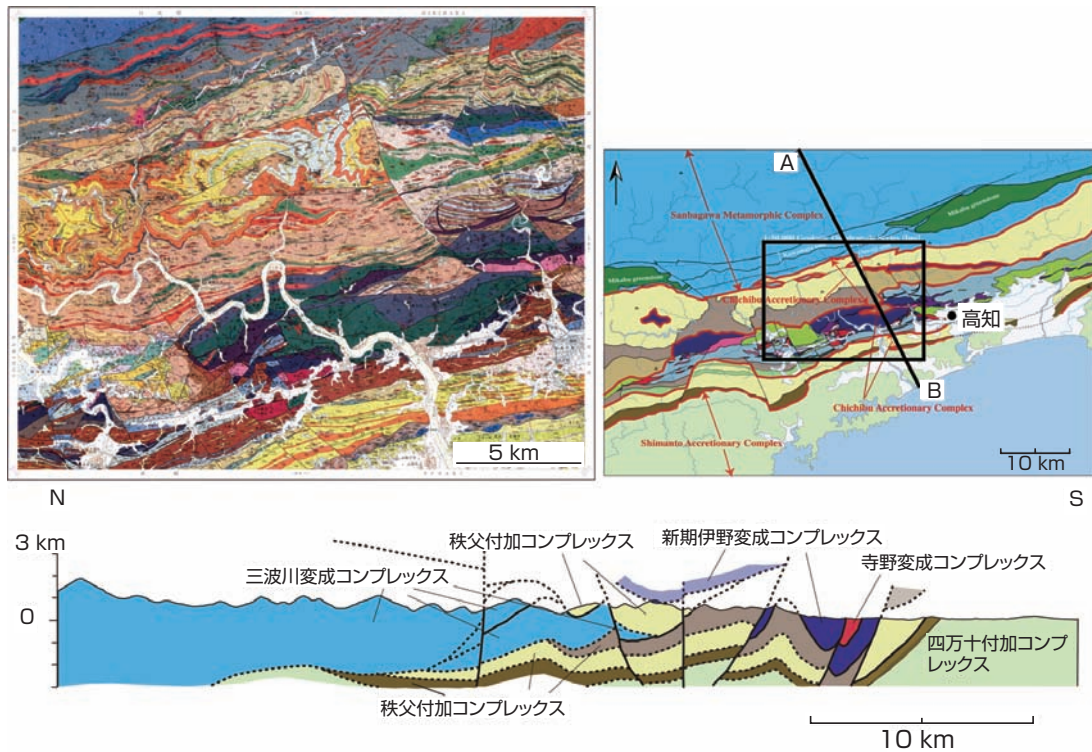 5 km
A
Sanbagawa Metamorphic Complex
Mikabu greenstone
Mikabu greenstone
Chichibu Accretionary Complex
高知
B
Chichibu Accretionary Complex
Shimanto Accretionary Complex
10 km
N
S
3 km
0
三波川変成コンプレックス
秩父付加コンプレックス
新期伊野変成コンプレックス
寺野変成コンプレックス
四万十付加コンプ
レックス
秩父付加コンプレックス
10 km